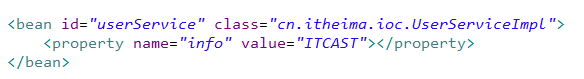 <bean id="userService" class="cn.itheima.ioc.UserServiceImpl">
    <property name="info" value="ITCAST"></property>
</bean>